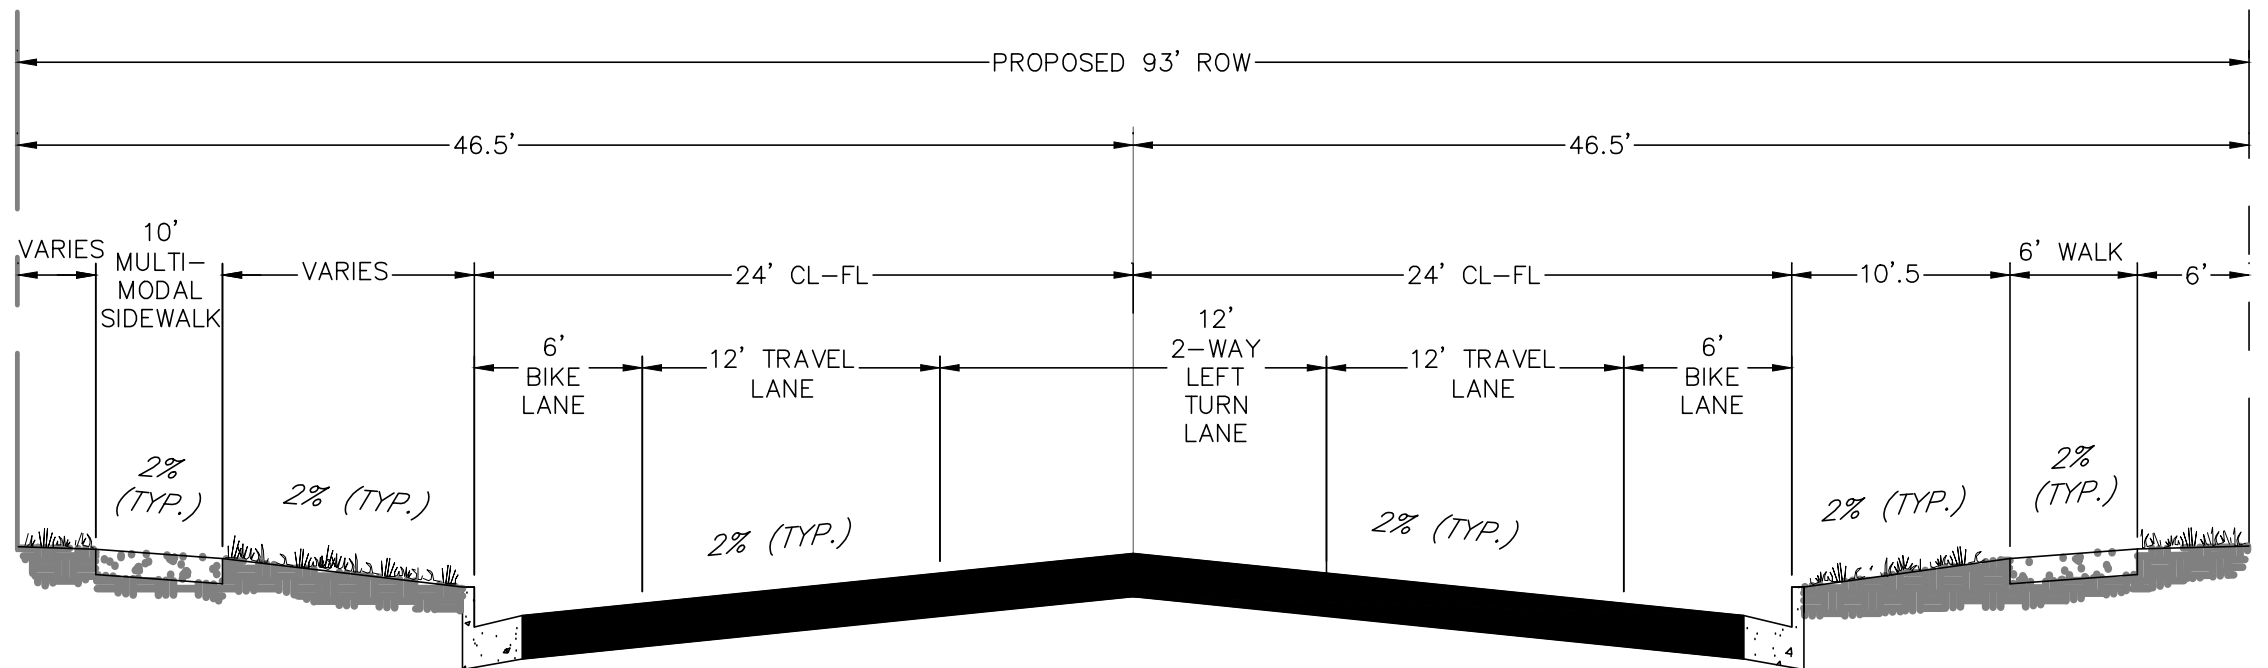 PROPOSED 93' ROW
46.5'
46.5'
VARIES
10'
MULTI-
MODAL
SIDEWALK
VARIES
24' CL-FL
24' CL-FL
10'.5
6' WALK
6'
6'
BIKE
LANE
12' TRAVEL
LANE
12'
2-WAY
LEFT
TURN
LANE
12' TRAVEL
LANE
6'
BIKE
LANE
2%
(TYP.)
2% (TYP.)
2% (TYP.)
2% (TYP.)
2% (TYP.)
2%
(TYP.)